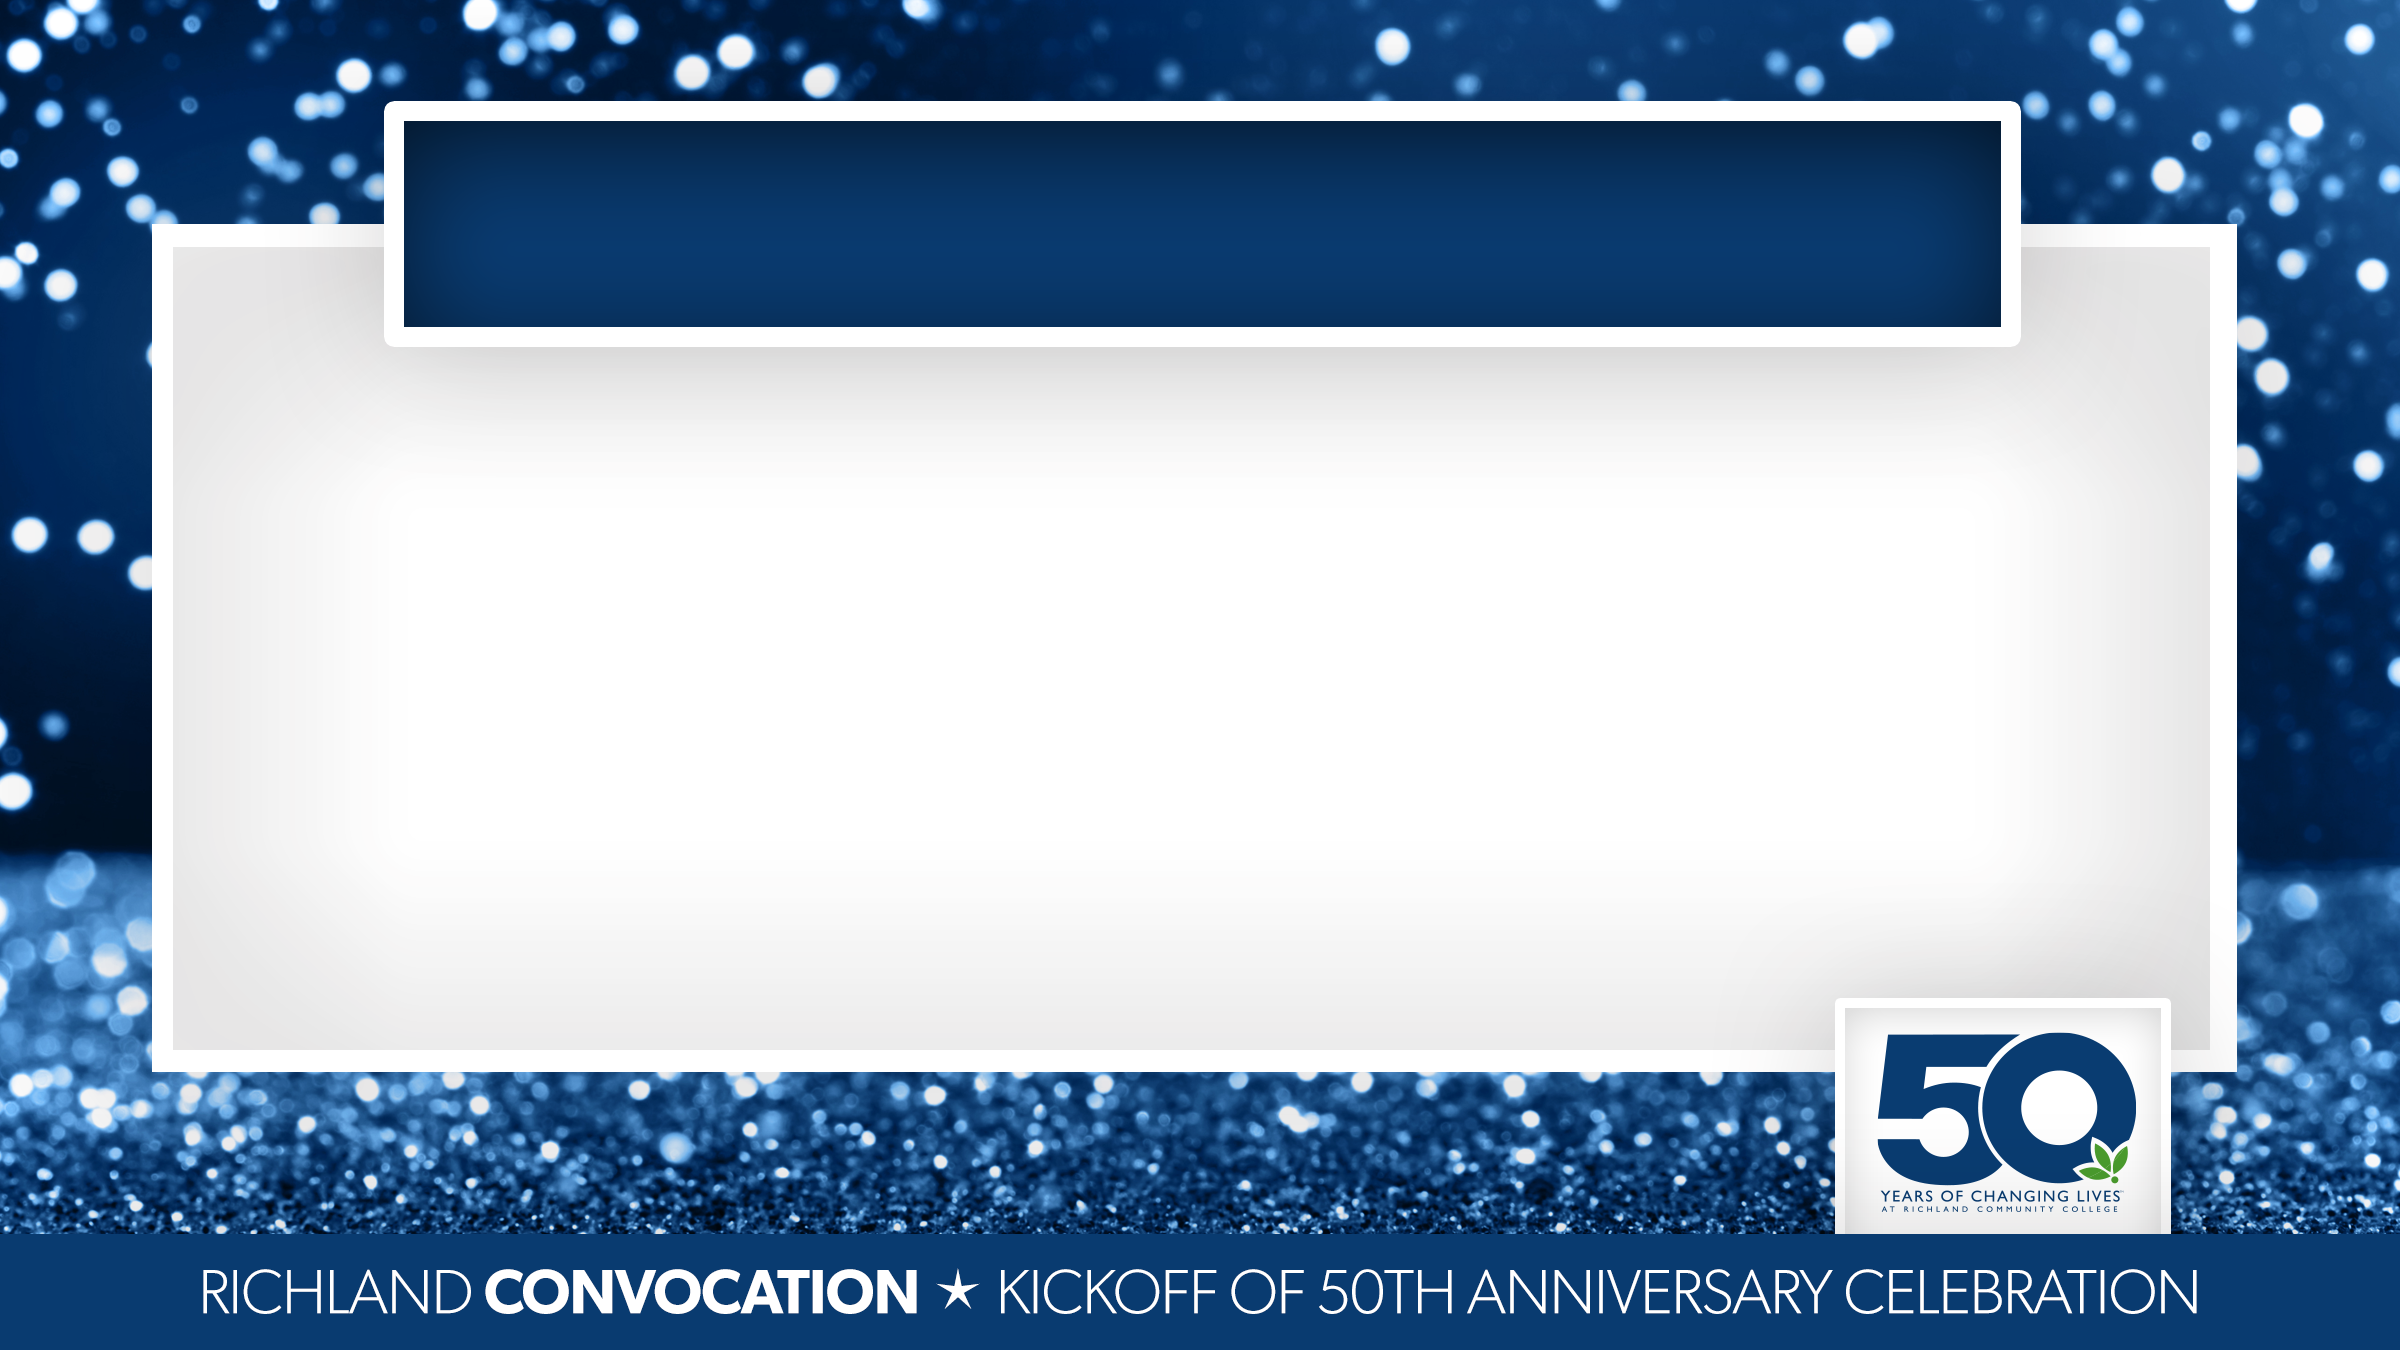 50
YEARS OF CHANGING LIVES
AT RICHLAND COMMUNITY COLLEGE
RICHLAND CONVOCATION ★ KICKOFF OF 50TH ANNIVERSARY CELEBRATION